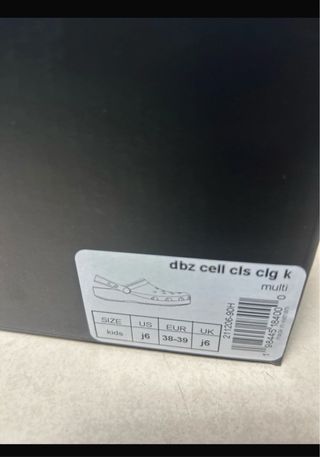 dbz cell cls clg k
multi
SIZE US EUR UK
kids j6 38-39 j6
211206-90H